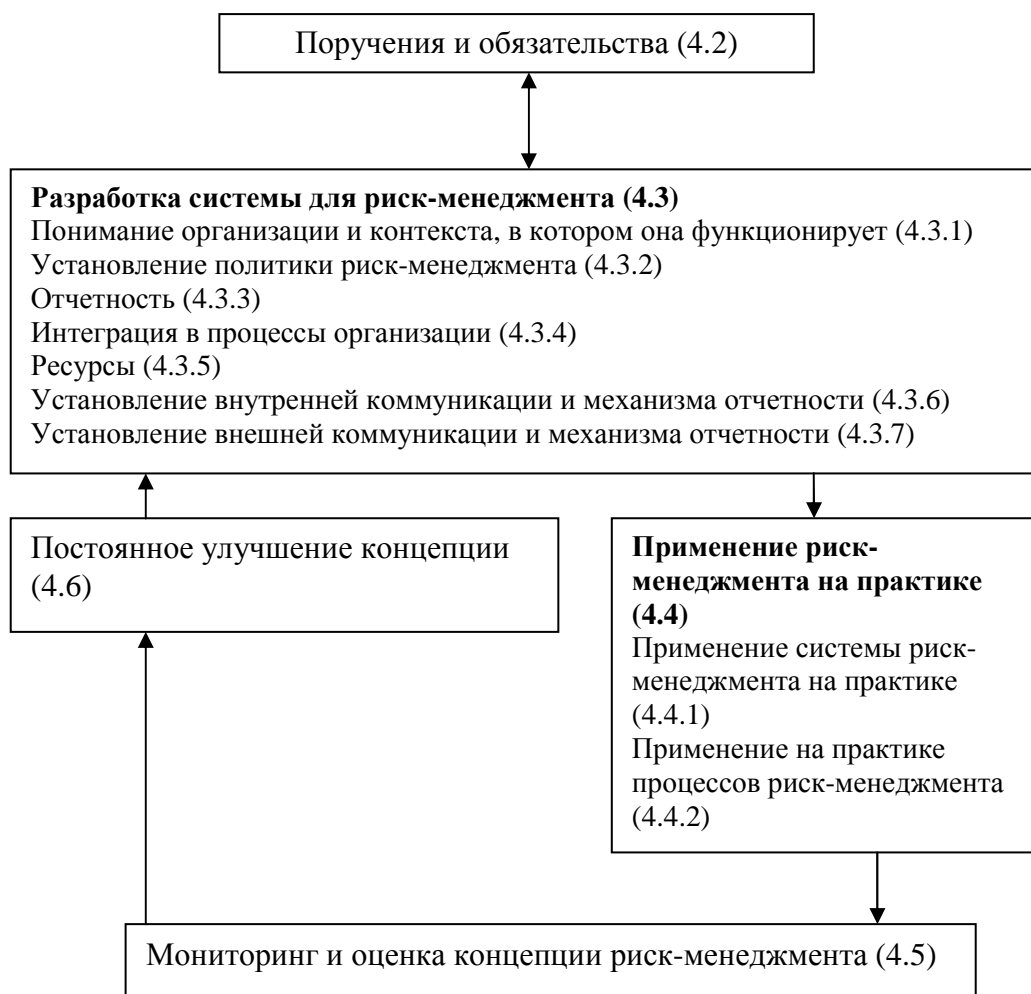 Поручения и обязательства (4.2)
Разработка системы для риск-менеджмента (4.3)
Понимание организации и контекста, в котором она функционирует (4.3.1)
Установление политики риск-менеджмента (4.3.2)
Отчетность (4.3.3)
Интеграция в процессы организации (4.3.4)
Ресурсы (4.3.5)
Установление внутренней коммуникации и механизма отчетности (4.3.6)
Установление внешней коммуникации и механизма отчетности (4.3.7)
Постоянное улучшение концепции
(4.6)
Применение риск-
менеджмента на практике
(4.4)
Применение системы риск-
менеджмента на практике
(4.4.1)
Применение на практике
процессов риск-менеджмента
(4.4.2)
Мониторинг и оценка концепции риск-менеджмента (4.5)